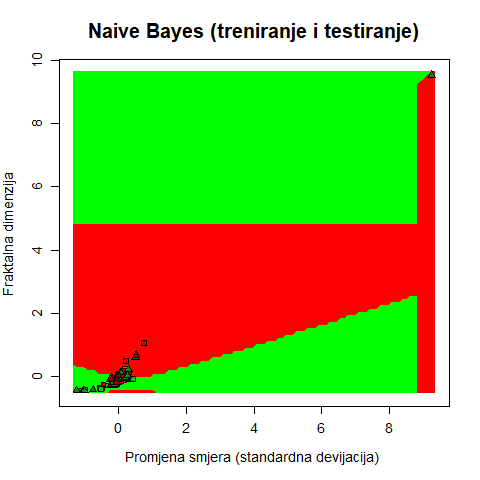 Naive Bayes (treniranje i testiranje)
10
8
6
4
2
0
Fraktalna dimenzija
0 2 4 6 8
Promjena smjera (standardna devijacija)